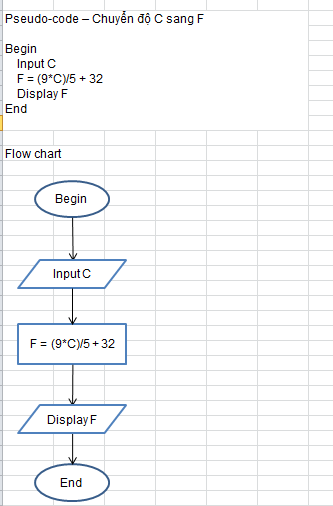 Pseudo-code – Chuyển độ C sang F
Begin
Input C
F = (9*C)/5 + 32
Display F
End
Flow chart
Begin
Input C
F = (9*C)/5 + 32
Display F
End